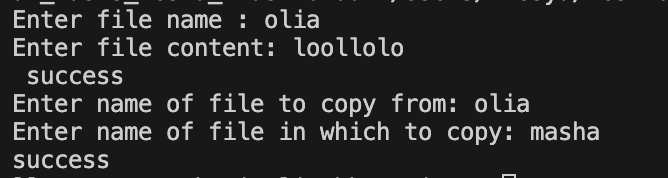 Enter file name : olia
Enter file content: loollolo
 success
Enter name of file to copy from: olia
Enter name of file in which to copy: masha
success